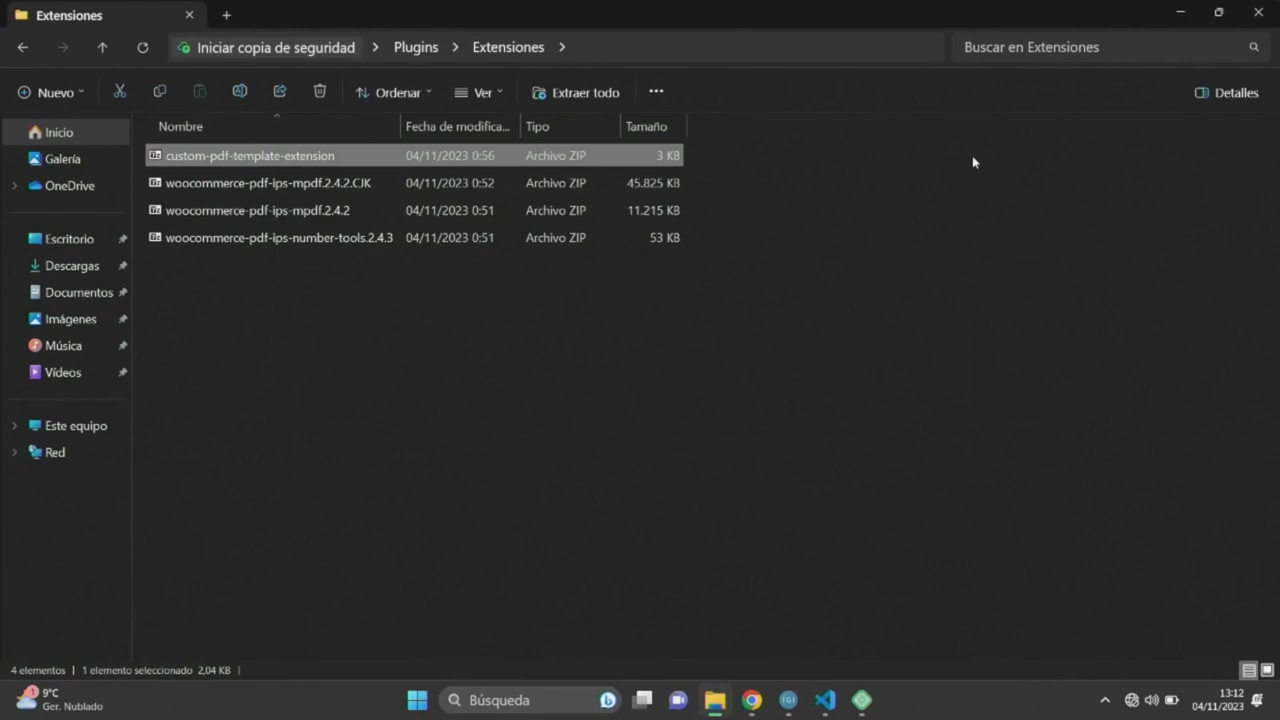 Extensiones
Iniciar copia de seguridad > Plugins > Extensiones >
Buscar en Extensiones
Nuevo
Ordenar
Ver
Extraer todo
Detalles
Nombre Fecha de modifica... Tipo Tamaño
custom-pdf-template-extension 04/11/2023 0:56 Archivo ZIP 3 KB
woocommerce-pdf-ips-mpdf.2.4.2.CJK 04/11/2023 0:52 Archivo ZIP 45.825 KB
woocommerce-pdf-ips-mpdf.2.4.2 04/11/2023 0:51 Archivo ZIP 11.215 KB
woocommerce-pdf-ips-number-tools.2.4.3 04/11/2023 0:51 Archivo ZIP 53 KB
Inicio
Galería
OneDrive
Escritorio
Descargas
Documentos
Imágenes
Música
Vídeos
Este equipo
Red
4 elementos | 1 elemento seleccionado 2,04 KB |
1
9°C
Ger. Nublado
Búsqueda
13:12
04/11/2023